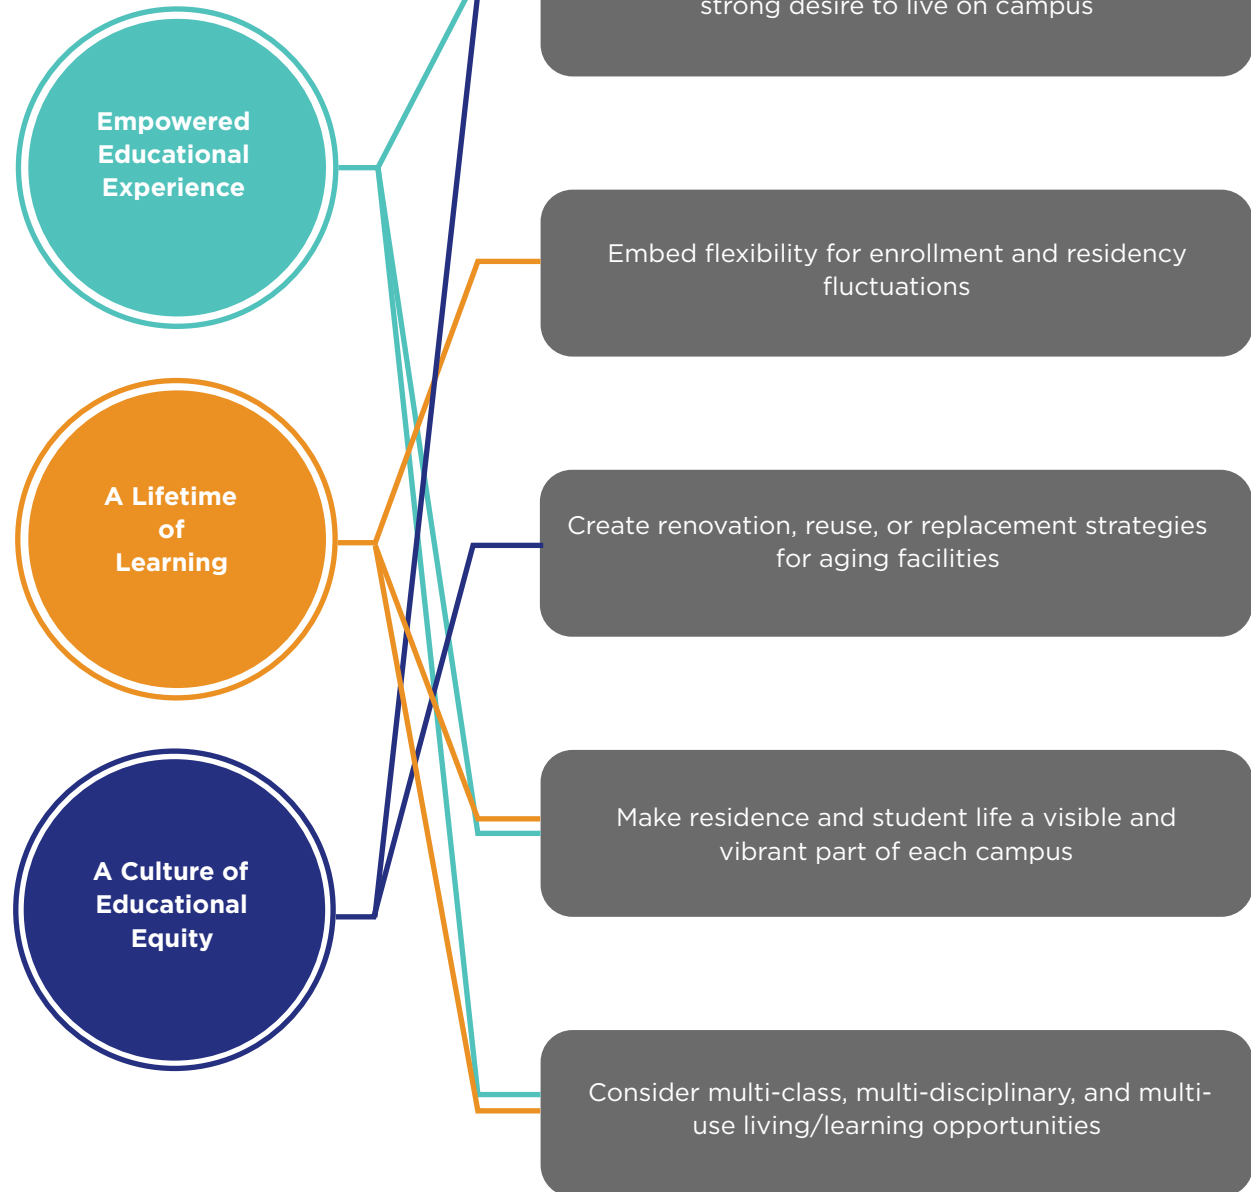 strong desire to live on campus
Empowered
Educational
Experience
Embed flexibility for enrollment and residency
fluctuations
A Lifetime
of
Learning
Create renovation, reuse, or replacement strategies
for aging facilities
Make residence and student life a visible and
vibrant part of each campus
A Culture of
Educational
Equity
Consider multi-class, multi-disciplinary, and multi-
use living/learning opportunities